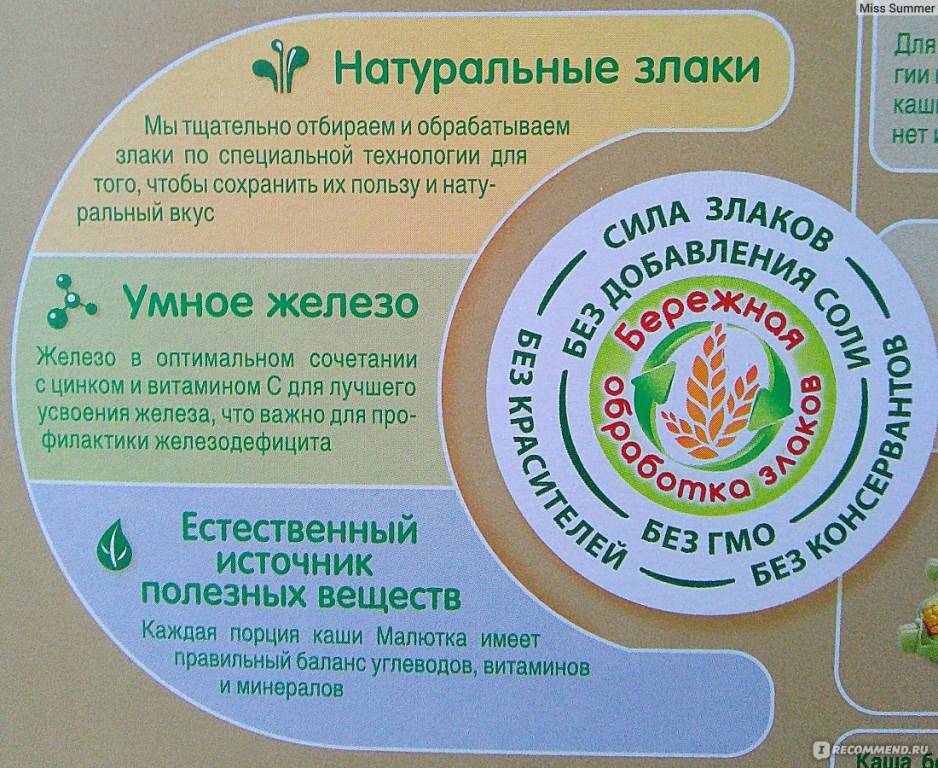 Miss Summer
Натуральные злаки
Мы тщательно отбираем и обрабатываем
злаки по специальной технологии для
того, чтобы сохранить их пользу и нату-
ральный вкус
Умное железо
Железо в оптимальном сочетании
с цинком и витамином С для лучшего
усвоения железа, что важно для про-
филактики железодефицита
Естественный
источник
полезных веществ
Каждая порция каши Малютка имеет
правильный баланс углеводов, витаминов
и минералов
СИЛА ЗЛАКОВ
БЕЗ КОНСЕРВАНТОВ
БЕЗ КРАСИТЕЛЕЙ
БЕЗ ДОБАВЛЕНИЯ СОЛИ
БЕЗ ГМО
Бережная
обработка злаков
Для
гии
каш
нет
Каша
IRECOMMEND.RU